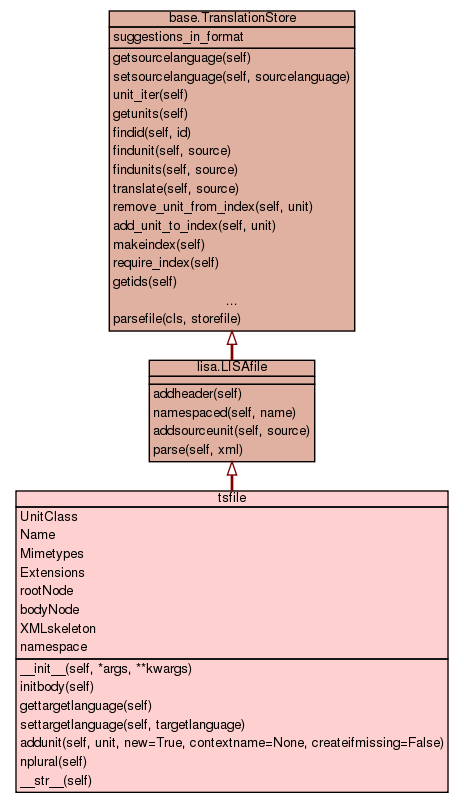 base.TranslationStore
suggestions_in_format
getsourcelanguage(self)
setsourcelanguage(self, sourcelanguage)
unit_iter(self)
getunits(self)
findid(self, id)
findunit(self, source)
findunits(self, source)
translate(self, source)
remove_unit_from_index(self, unit)
add_unit_to_index(self, unit)
makeindex(self)
require_index(self)
getids(self)
...
parsefile(cls, storefile)
lisa.LISAfile
addheader(self)
namespaced(self, name)
addsourceunit(self, source)
parse(self, xml)
tsfile
UnitClass
Name
Mimetypes
Extensions
rootNode
bodyNode
XMLskeleton
namespace
__init__(self, *args, **kwargs)
initbody(self)
gettargetlanguage(self)
settargetlanguage(self, targetlanguage)
addunit(self, unit, new=True, contextname=None, createifmissing=False)
nplural(self)
__str__(self)